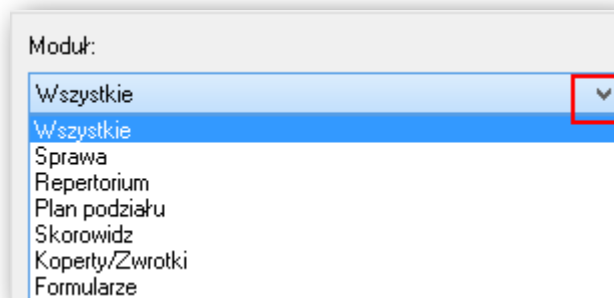 Moduł:
Wszystkie
Wszystkie
Sprawa
Repertorium
Plan podziału
Skorowidz
Koperty/Zwrotki
Formularze